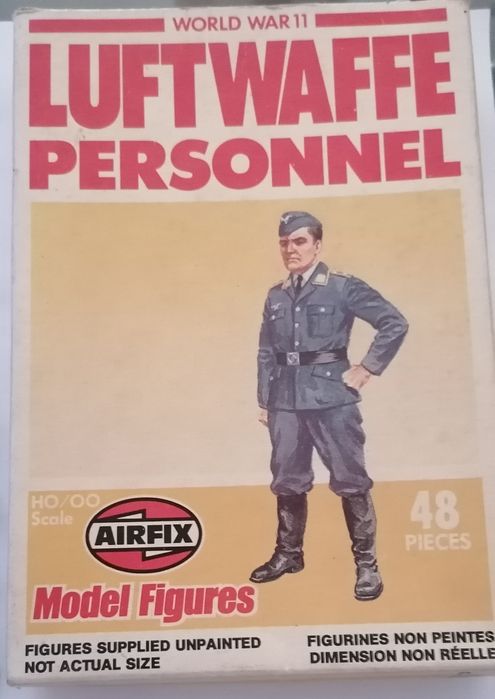 WORLD WAR 11
LUFTWAFFE
PERSONNEL
HO/OO
Scale
AIRFIX
48
PIECES
Model Figures
FIGURES SUPPLIED UNPAINTED
NOT ACTUAL SIZE
FIGURINES NON PEINTES
DIMENSION NON RÉELLE